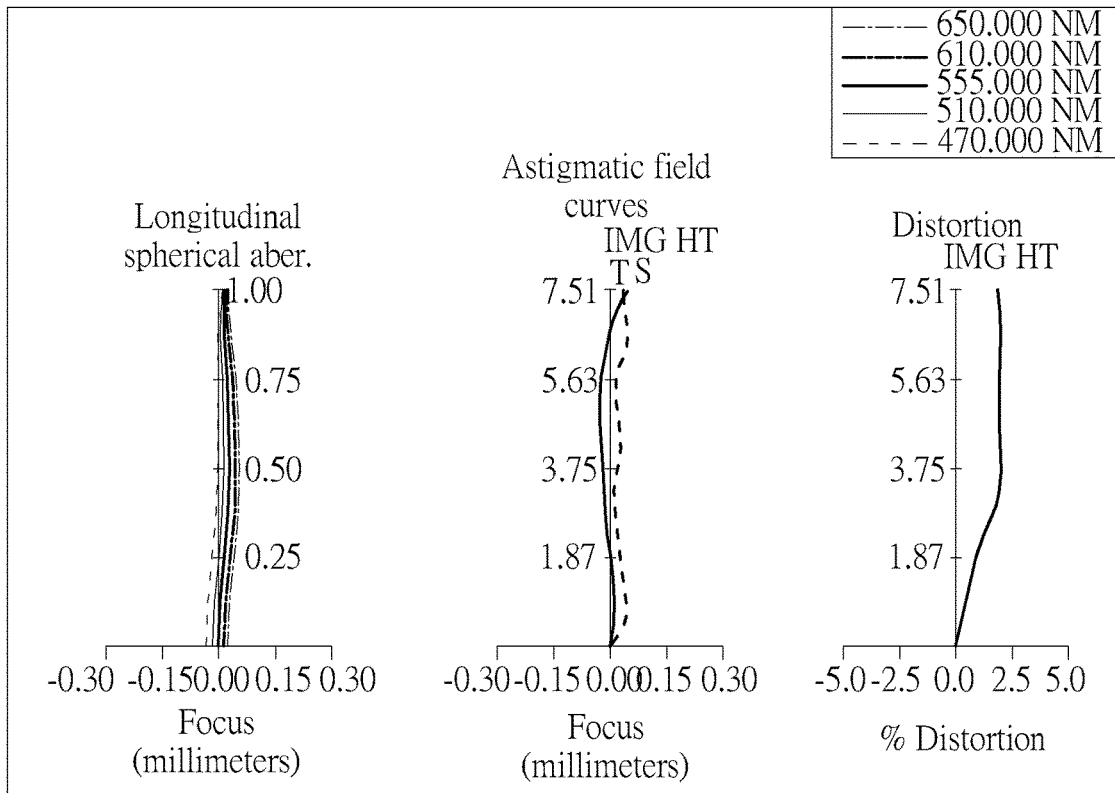 650.000 NM
610.000 NM
555.000 NM
510.000 NM
470.000 NM
Longitudinal
spherical aber.
1.00
0.75
0.50
0.25
-0.30 -0.15 0.00 0.15 0.30
Focus
(millimeters)
Astigmatic field
curves
IMG HT
T S
7.51
5.63
3.75
1.87
-0.30 -0.15 0.00 0.15 0.30
Focus
(millimeters)
Distortion
IMG HT
7.51
5.63
3.75
1.87
-5.0 -2.5 0.0 2.5 5.0
% Distortion